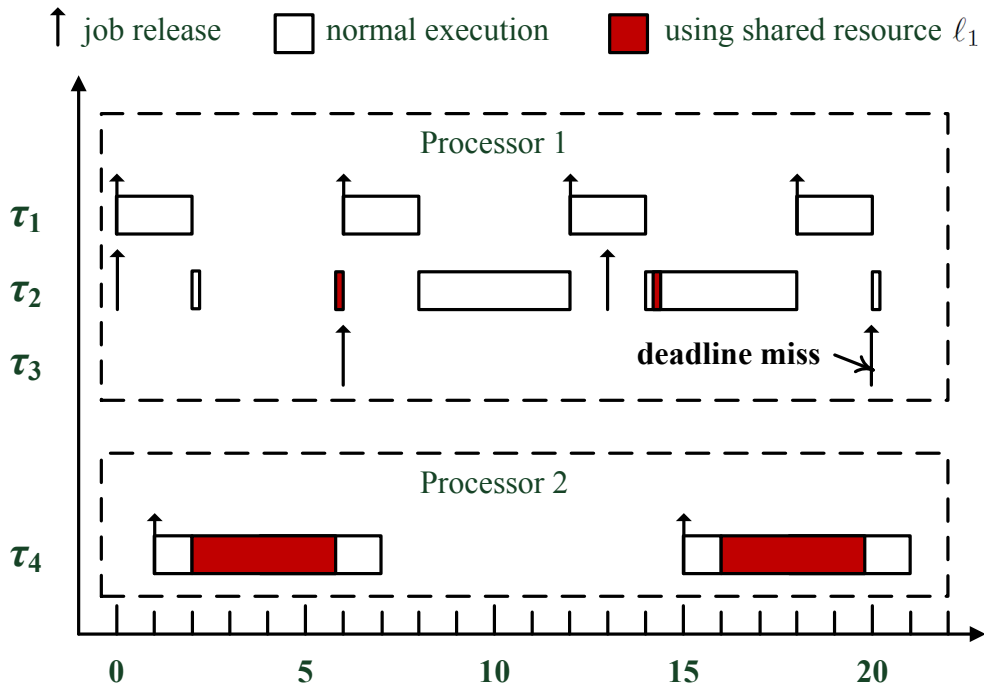 job release normal execution using shared resource ℓ₁
Processor 1
τ₁
τ₂
τ₃ deadline miss
Processor 2
τ₄
0 5 10 15 20